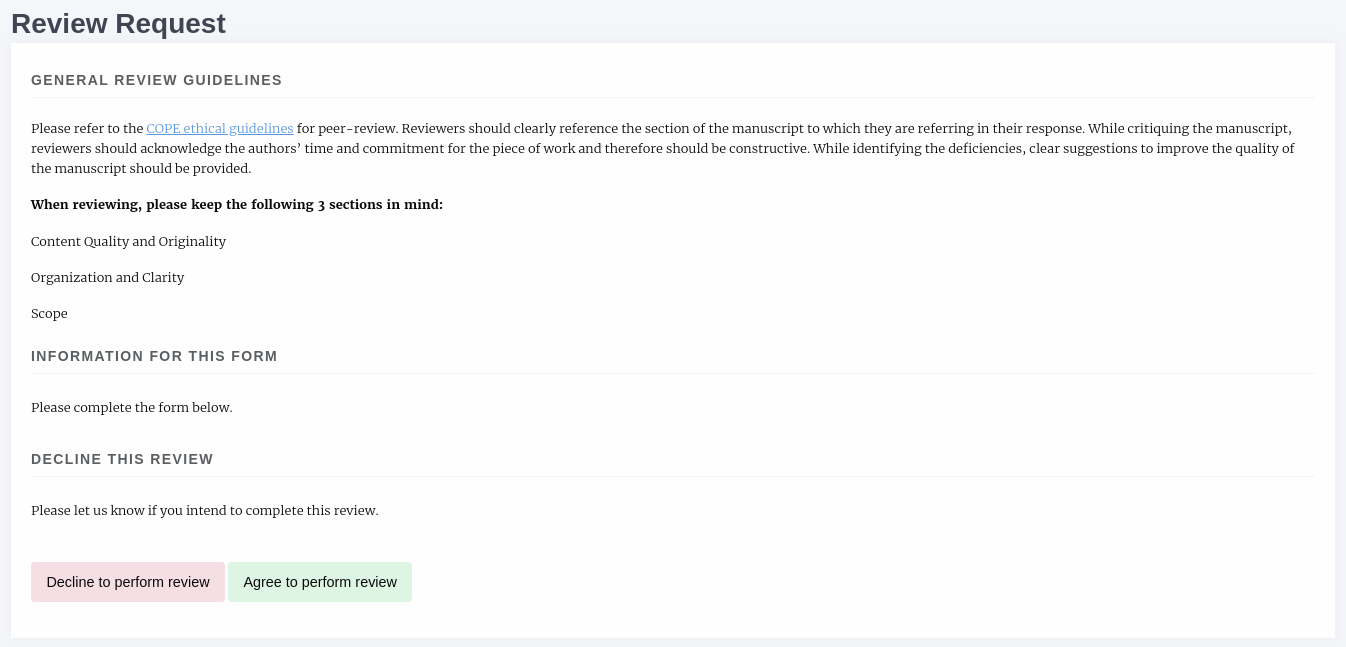 Review Request
GENERAL REVIEW GUIDELINES
Please refer to the COPE ethical guidelines for peer-review. Reviewers should clearly reference the section of the manuscript to which they are referring in their response. While critiquing the manuscript,
reviewers should acknowledge the authors’ time and commitment for the piece of work and therefore should be constructive. While identifying the deficiencies, clear suggestions to improve the quality of
the manuscript should be provided.
When reviewing, please keep the following 3 sections in mind:
Content Quality and Originality
Organization and Clarity
Scope
INFORMATION FOR THIS FORM
Please complete the form below.
DECLINE THIS REVIEW
Please let us know if you intend to complete this review.
Decline to perform review Agree to perform review